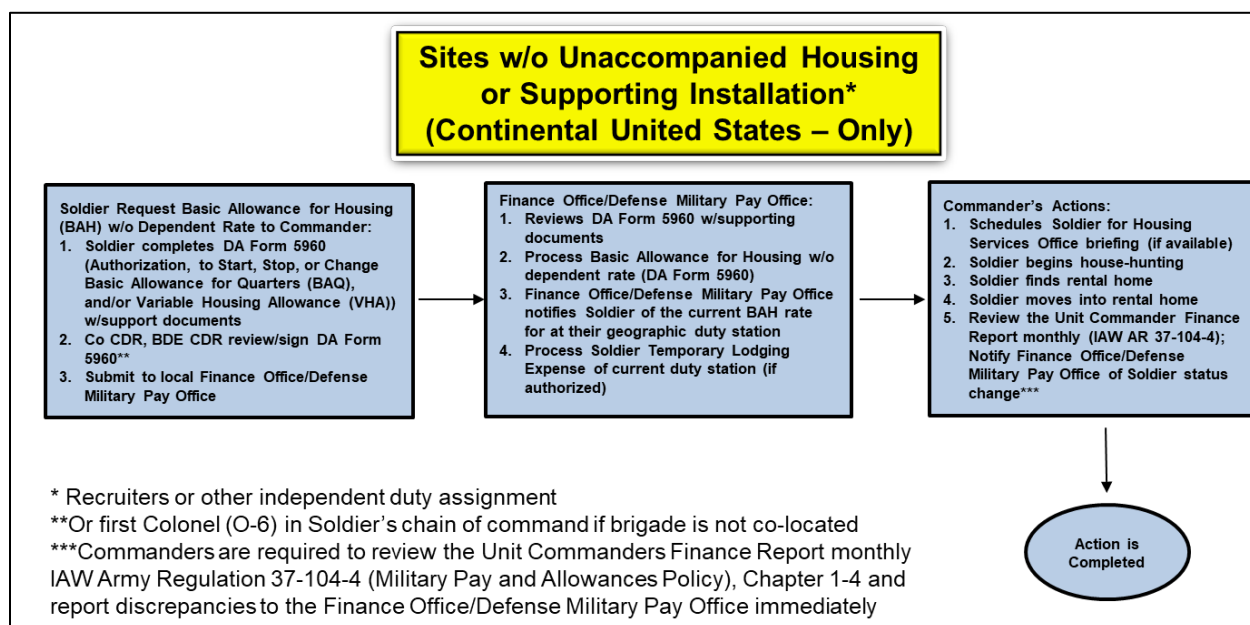 Sites w/o Unaccompanied Housing
or Supporting Installation*
(Continental United States – Only)
Soldier Request Basic Allowance for Housing
(BAH) w/o Dependent Rate to Commander:
1. Soldier completes DA Form 5960
(Authorization, to Start, Stop, or Change
Basic Allowance for Quarters (BAQ),
and/or Variable Housing Allowance (VHA))
w/support documents
2. Co CDR, BDE CDR review/sign DA Form
5960**
3. Submit to local Finance Office/Defense
Military Pay Office
Finance Office/Defense Military Pay Office:
1. Reviews DA Form 5960 w/supporting
documents
2. Process Basic Allowance for Housing w/o
dependent rate (DA Form 5960)
3. Finance Office/Defense Military Pay Office
notifies Soldier of the current BAH rate
for at their geographic duty station
4. Process Soldier Temporary Lodging
Expense of current duty station (if
authorized)
Commander's Actions:
1. Schedules Soldier for Housing
Services Office briefing (if available)
2. Soldier begins house-hunting
3. Soldier finds rental home
4. Soldier moves into rental home
5. Review the Unit Commander Finance
Report monthly (IAW AR 37-104-4);
Notify Finance Office/Defense
Military Pay Office of Soldier status
change***
Action is
Completed
* Recruiters or other independent duty assignment
**Or first Colonel (O-6) in Soldier's chain of command if brigade is not co-located
***Commanders are required to review the Unit Commanders Finance Report monthly
IAW Army Regulation 37-104-4 (Military Pay and Allowances Policy), Chapter 1-4 and
report discrepancies to the Finance Office/Defense Military Pay Office immediately